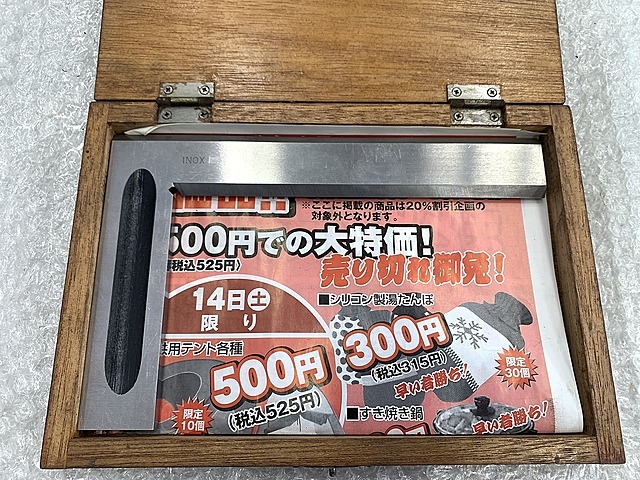 INOX
※ここに掲載の商品は20%割引企画の
対象外となります。
500円での大特価!
(税込525円)
売り切れ御免!
14日土
限り
■シリコン製湯たんぽ
300円
(税込315円)
早い者勝ち!
限定
30個
用テント各種
500円
(税込525円)
限定
10個
■すき焼き鍋
早い者勝ち!